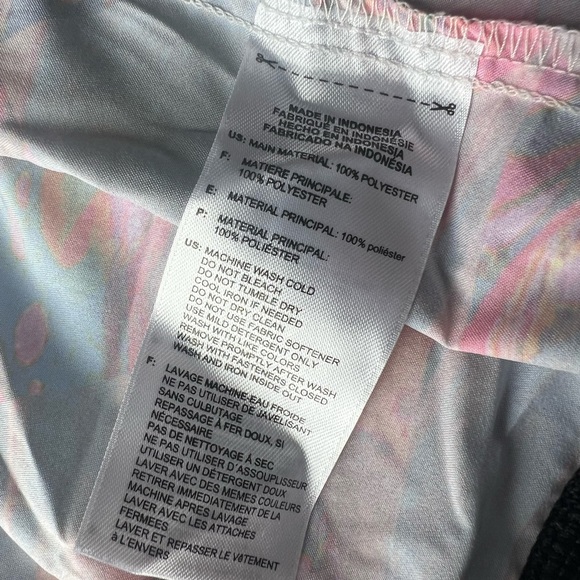 MADE IN INDONESIA
FABRIQUÉ EN INDONÉSIE
HECHO EN INDONESIA
FABRICADO NA INDONÉSIA
US: MAIN MATERIAL: 100% POLYESTER
F: MATIERE PRINCIPALE:
100% POLYESTER
E: MATERIAL PRINCIPAL: 100% poliéster
P: MATERIAL PRINCIPAL:
100% POLIÉSTER
US: MACHINE WASH COLD
DO NOT BLEACH
DO NOT TUMBLE DRY
COOL IRON IF NEEDED
DO NOT DRY CLEAN
DO NOT USE FABRIC SOFTENER
USE MILD DETERGENT ONLY
WASH WITH LIKE COLORS
REMOVE PROMPTLY AFTER WASH
WASH WITH FASTENERS CLOSED
WASH AND IRON INSIDE OUT
F: LAVAGE MACHINE-EAU FROIDE
NE PAS UTILISER DE JAVELISANT
SANS CULBUTAGE
REPASSAGE À FER DOUX, SI
NÉCESSAIRE
PAS DE NETTOYAGE À SEC
NE PAS UTILISER D'ASSOUPLISSEUR
UTILISER UN DÉTERGENT DOUX
LAVER AVEC DES MEMES COULEURS
RETIRER IMMEDIATEMENT DE LA
MACHINE APRÈS LAVAGE
LAVER AVEC LES ATTACHES
FERMÉES
LAVER ET REPASSER LE VÊTEMENT
À L'ENVERS